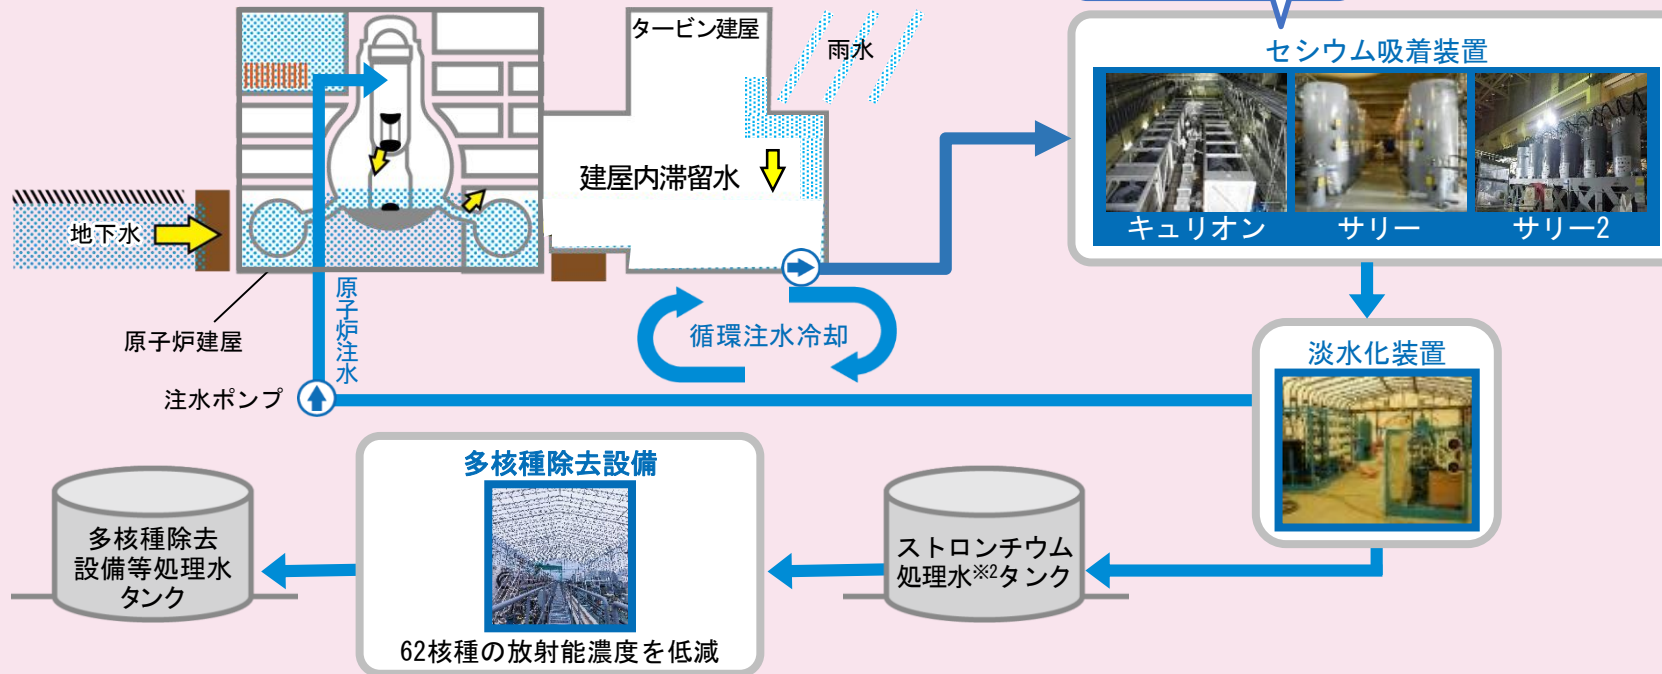 タービン建屋
雨水
セシウム吸着装置
キュリオン
サリー
サリー2
建屋内滞留水
地下水
原子炉建屋
原子炉注水
循環注水冷却
注水ポンプ
淡水化装置
多核種除去設備
62核種の放射能濃度を低減
ストロンチウム
処理水※2タンク
多核種除去
設備等処理水
タンク